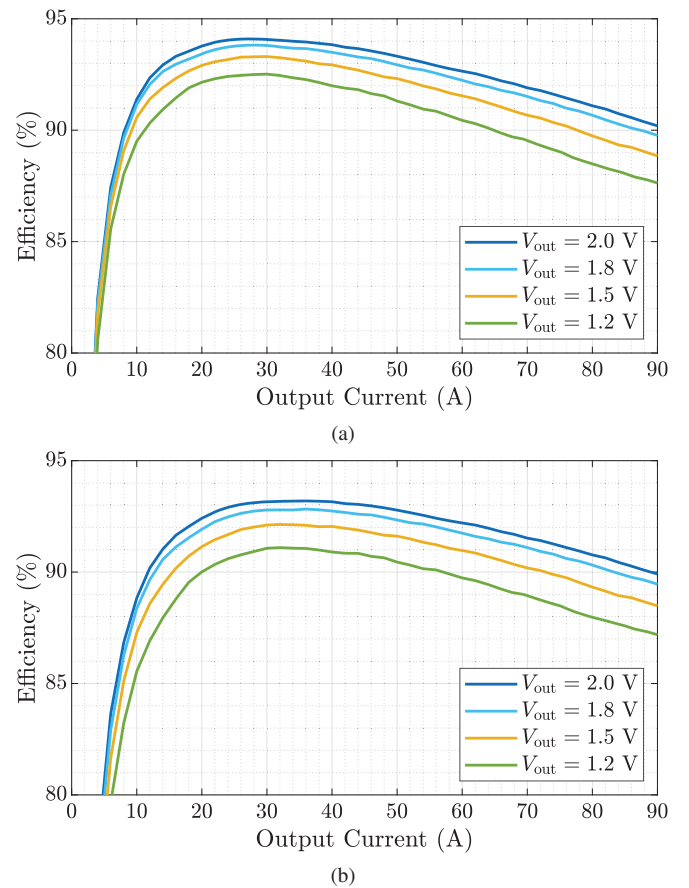 95
90
85
80
Efficiency (%)
V_out = 2.0 V
V_out = 1.8 V
V_out = 1.5 V
V_out = 1.2 V
0 10 20 30 40 50 60 70 80 90
Output Current (A)
(a)
95
90
85
80
Efficiency (%)
V_out = 2.0 V
V_out = 1.8 V
V_out = 1.5 V
V_out = 1.2 V
0 10 20 30 40 50 60 70 80 90
Output Current (A)
(b)